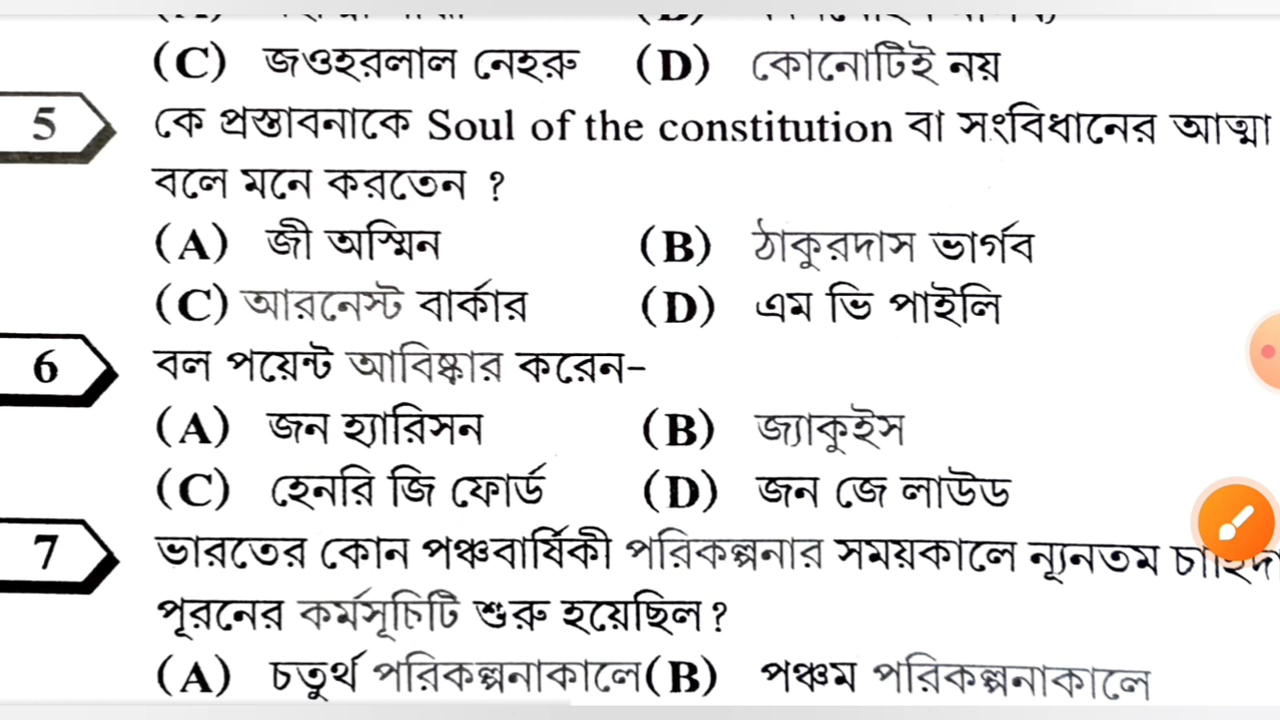 (C) জওহরলাল নেহরু (D) কোনোটিই নয়
5 কে প্রস্তাবনাকে Soul of the constitution বা সংবিধানের আত্মা
বলে মনে করতেন ?
(A) জী অস্মিন (B) ঠাকুরদাস ভার্গব
(C) আরনেস্ট বার্কার (D) এম ভি পাইলি
6 বল পয়েন্ট আবিষ্কার করেন-
(A) জন হ্যারিসন (B) জ্যাকুইস
(C) হেনরি জি ফোর্ড (D) জন জে লাউড
7 ভারতের কোন পঞ্চবার্ষিকী পরিকল্পনার সময়কালে ন্যূনতম চাহিদা
পূরনের কর্মসূচিটি শুরু হয়েছিল ?
(A) চতুর্থ পরিকল্পনাকালে (B) পঞ্চম পরিকল্পনাকালে